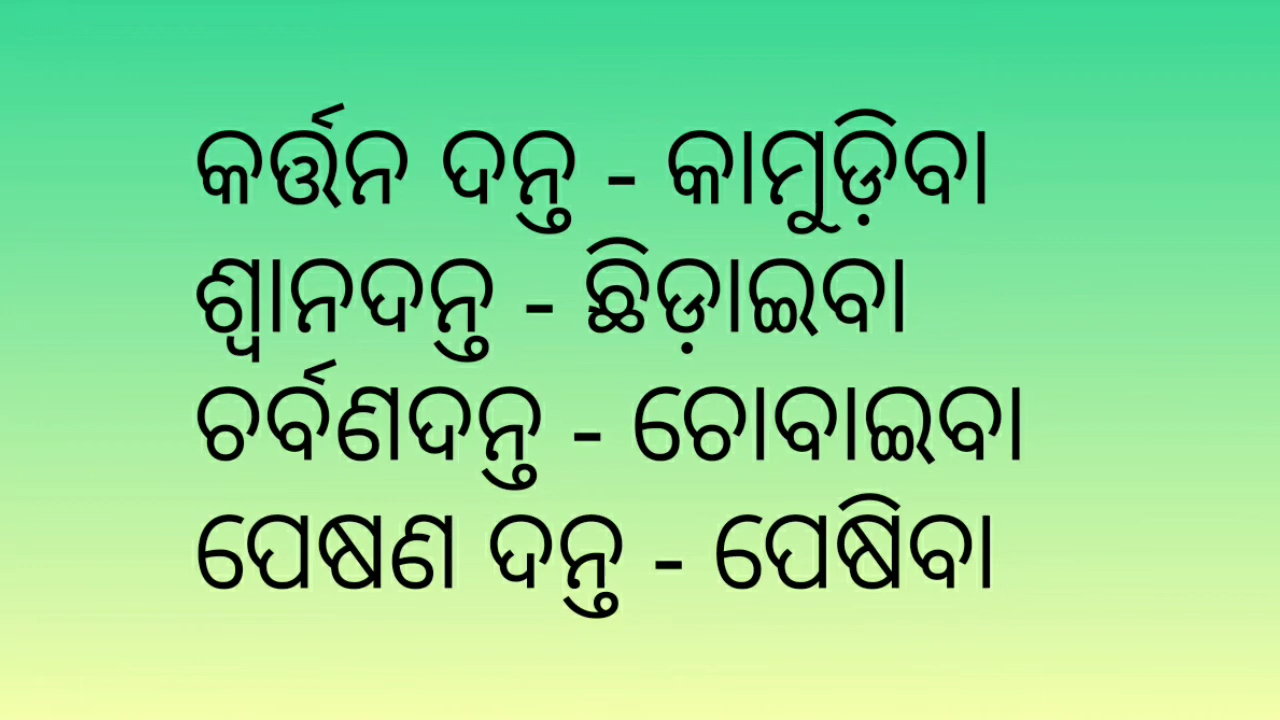 କର୍ତ୍ତନ ଦନ୍ତ - କାମୁଡ଼ିବା
ଶ୍ଵାନଦନ୍ତ - ଛିଡ଼ାଇବା
ଚର୍ବଣଦନ୍ତ - ଚୋବାଇବା
ପେଷଣ ଦନ୍ତ - ପେଷିବା